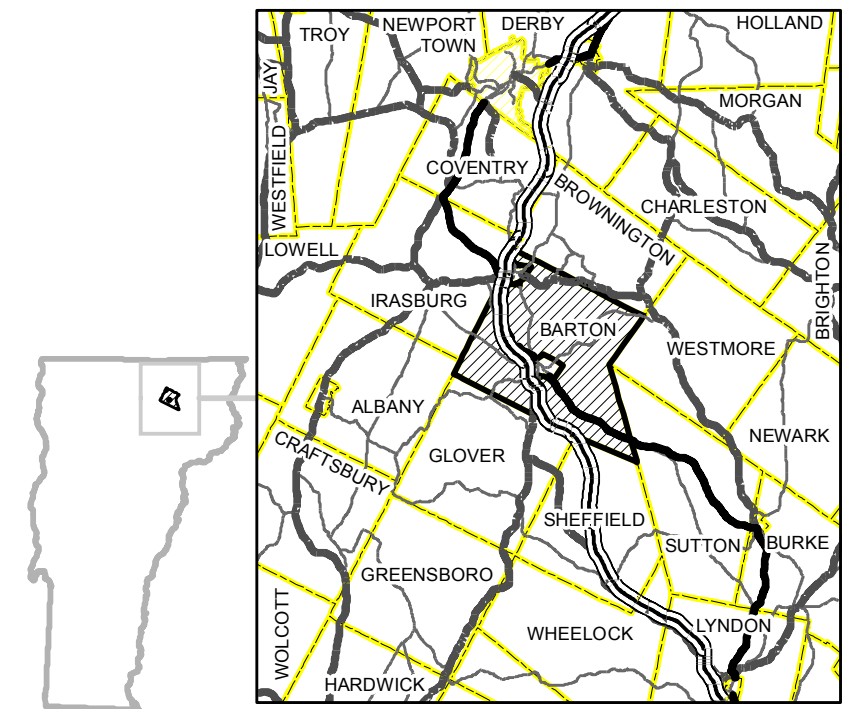 TROY
NEWPORT
TOWN
DERBY
HOLLAND
JAY
MORGAN
WESTFIELD
COVENTRY
BROWNINGTON
CHARLESTON
LOWELL
BRIGHTON
IRASBURG
BARTON
WESTMORE
ALBANY
NEWARK
CRAFTSBURY
GLOVER
SHEFFIELD
SUTTON
BURKE
GREENSBORO
WOLCOTT
WHEELOCK
LYNDON
HARDWICK